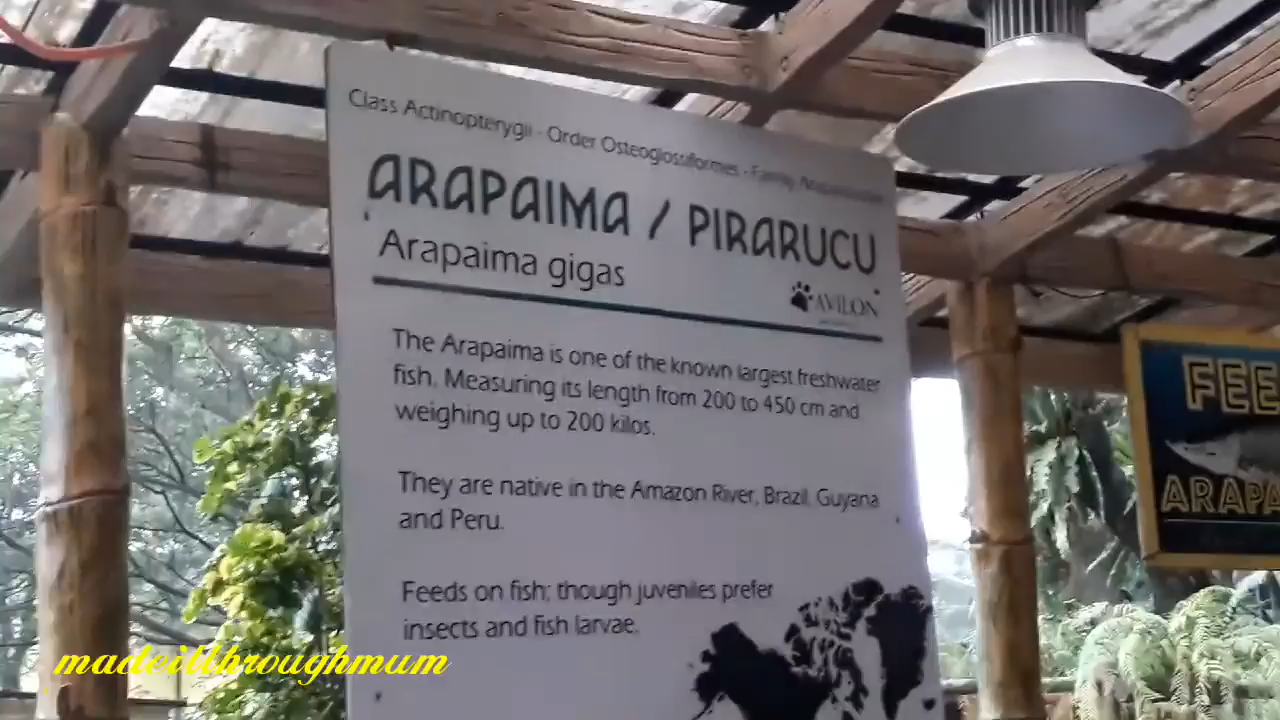 Class Actinopterygii - Order Osteoglossiformes - Family
ARAPAIMA / PIRARUCU
Arapaima gigas
AVILON
The Arapaima is one of the known largest freshwater
fish. Measuring its length from 200 to 450 cm and
weighing up to 200 kilos.
They are native in the Amazon River, Brazil, Guyana
and Peru.
Feeds on fish; though juveniles prefer
insects and fish larvae.
FEE
ARAPA
madeitthroughmum